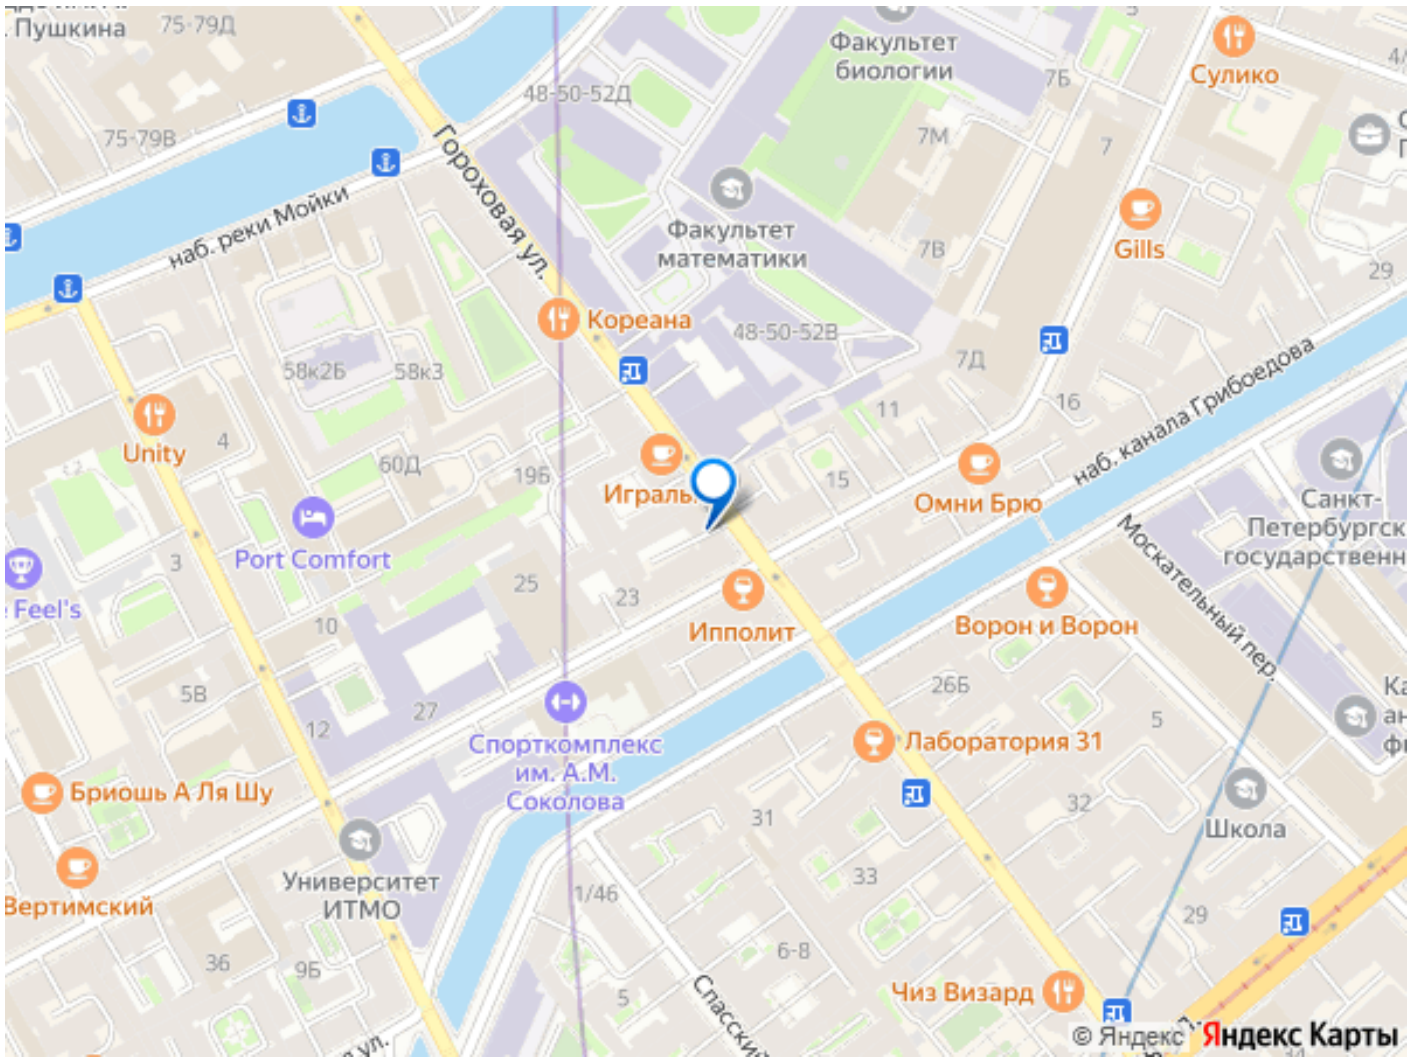 Пушкина
75-79Д
Факультет
биологии
5
Сулико
7Б
48-50-52Д
75-79В
Гороховая ул.
7М
7
наб. реки Мойки
Факультет
математики
7В
Gills
29
Кореана
48-50-52В
7Д
58к2Б
58к3
наб. канала Грибоедова
Unity
4
11
16
60Д
19Б
Играль
15
Омни Брю
Санкт-
Петербургск
государственн
Port Comfort
Москательный пер.
3
25
23
Feel's
10
Ипполит
Ворон и Ворон
5В
26Б
27
12
5
Спорткомплекс
им. А.М.
Соколова
Лаборатория 31
Бриошь А Ля Шу
31
32
Школа
Университет
ИТМО
Вертимский
33
1/46
29
36
9Б
6-8
5
Спасский
Чиз Визард
ул.
© Яндекс Яндекс Карты